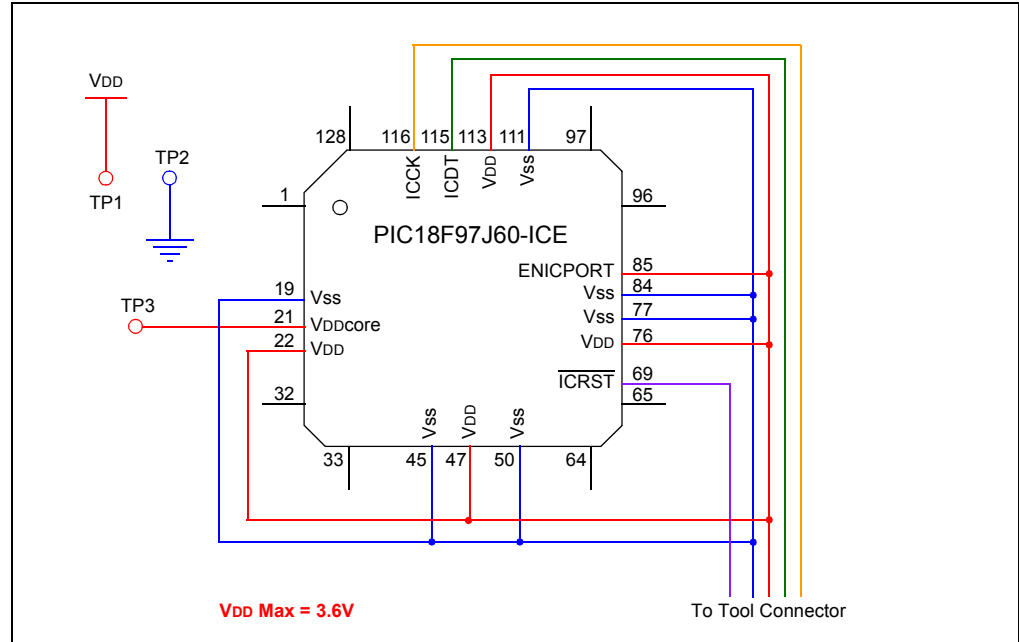 VDD
TP1
TP2
TP3
128
116
115
113
111
97
ICCK
ICDT
VDD
Vss
1
96
PIC18F97J60-ICE
ENICPORT
85
Vss
84
Vss
77
VDD
76
ICRST
69
65
19
Vss
21
VDDcore
22
VDD
32
Vss
VDD
Vss
33
45
47
50
64
VDD Max = 3.6V
To Tool Connector